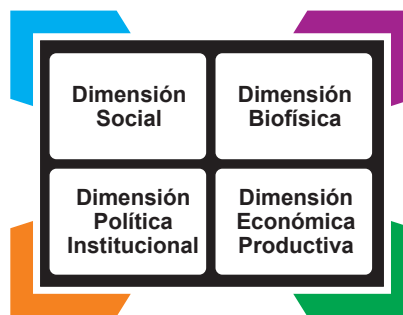 Dimensión
Social
Dimensión
Biofísica
Dimensión
Política
Institucional
Dimensión
Económica
Productiva